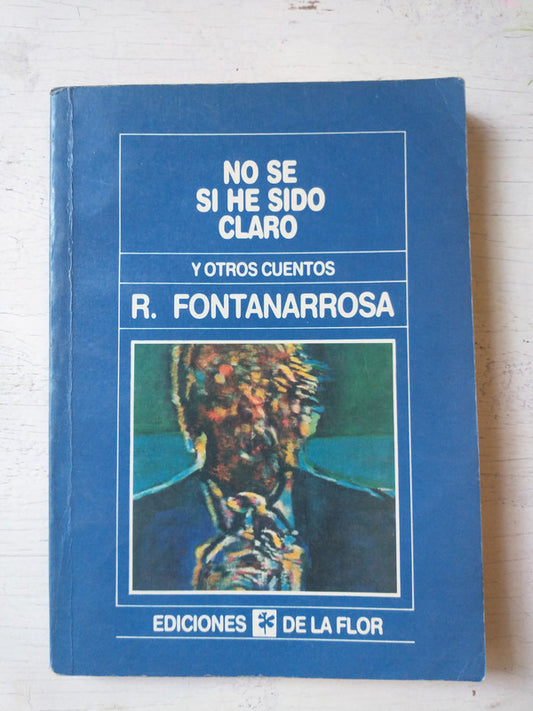 NO SE
SI HE SIDO
CLARO
Y OTROS CUENTOS
R. FONTANARROSA
EDICIONES DE LA FLOR